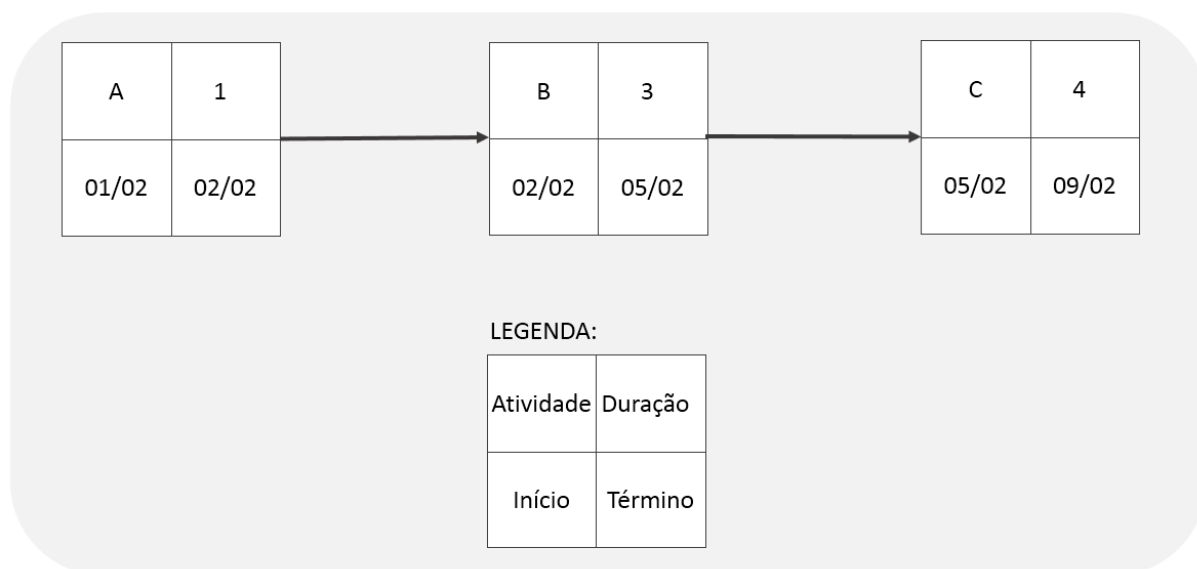 A 1
01/02 02/02
B 3
02/02 05/02
C 4
05/02 09/02
LEGENDA:
Atividade Duração
Início Término